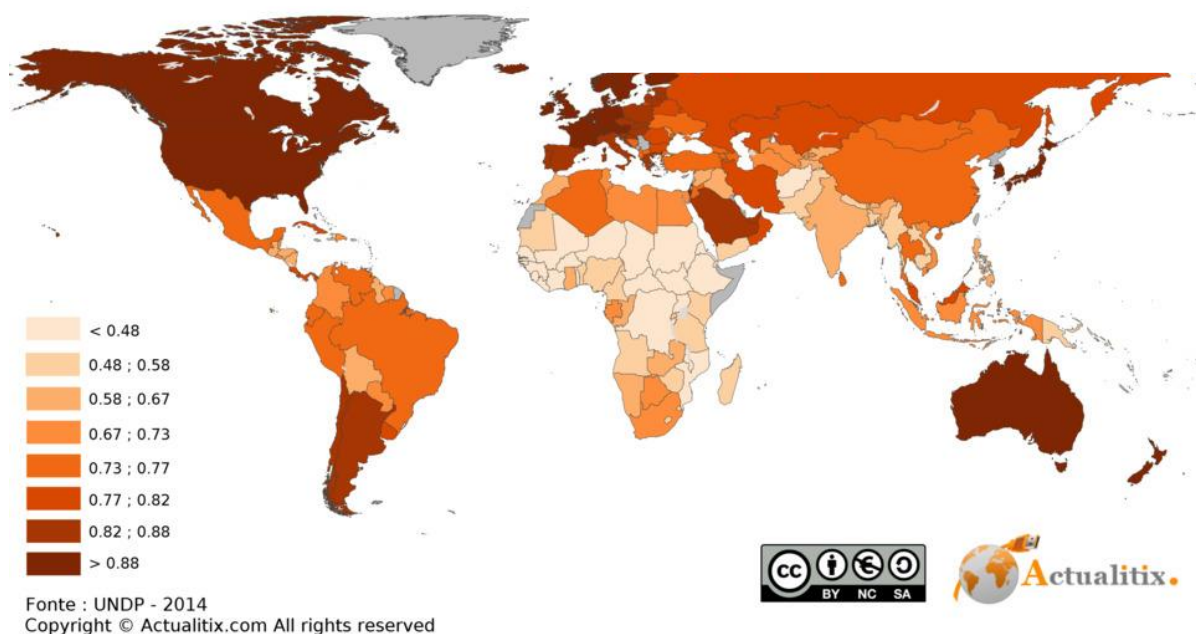 < 0.48
0.48 ; 0.58
0.58 ; 0.67
0.67 ; 0.73
0.73 ; 0.77
0.77 ; 0.82
0.82 ; 0.88
> 0.88
Fonte : UNDP - 2014
Copyright © Actualitix.com All rights reserved
cc
BY NC SA
Actualitix.